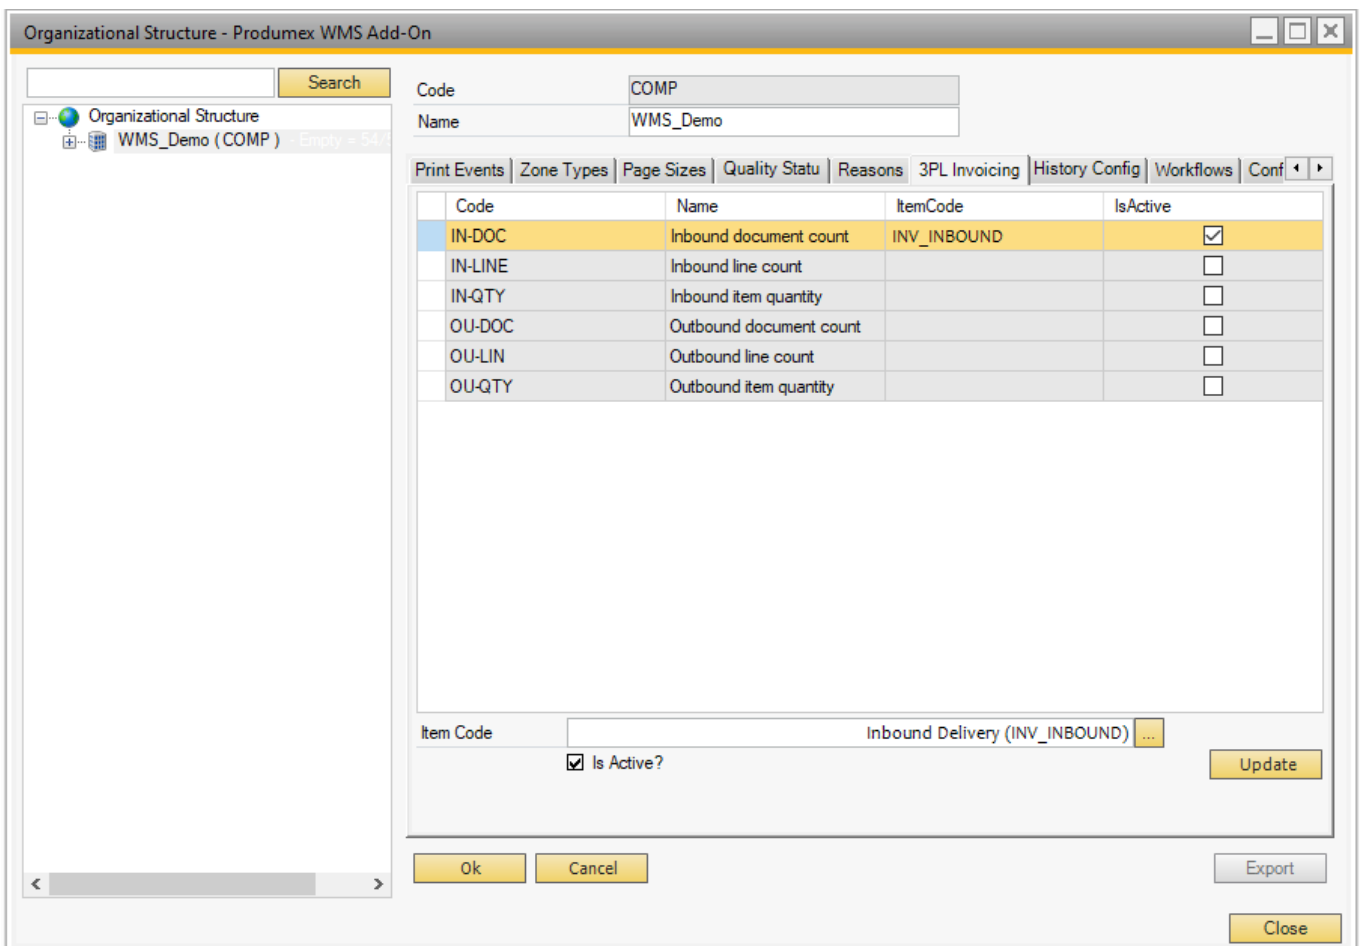 Organizational Structure - Produmex WMS Add-On
Search
Organizational Structure
WMS_Demo ( COMP ) - Empty = 54/
Code COMP
Name WMS_Demo
Print Events Zone Types Page Sizes Quality Statu Reasons 3PL Invoicing History Config Workflows Conf
Code Name ItemCode IsActive
IN-DOC Inbound document count INV_INBOUND
IN-LINE Inbound line count
IN-QTY Inbound item quantity
OU-DOC Outbound document count
OU-LIN Outbound line count
OU-QTY Outbound item quantity
Item Code Inbound Delivery (INV_INBOUND) ...
Is Active?
Update
Ok Cancel Export
Close